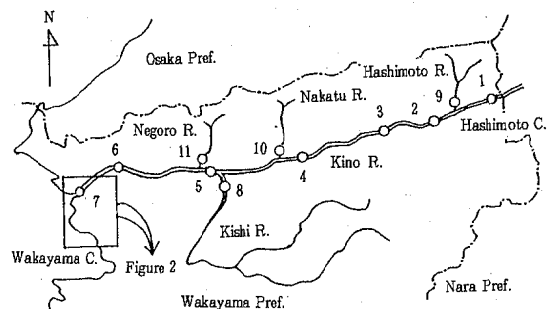 N
Osaka Pref.
Hashimoto R.
1
Nakatu R.
9
Negoro R.
3
2
Hashimoto C.
11
10
Kino R.
6
4
5
7
8
Kishi R.
Wakayama C.
Figure 2
Nara Pref.
Wakayama Pref.